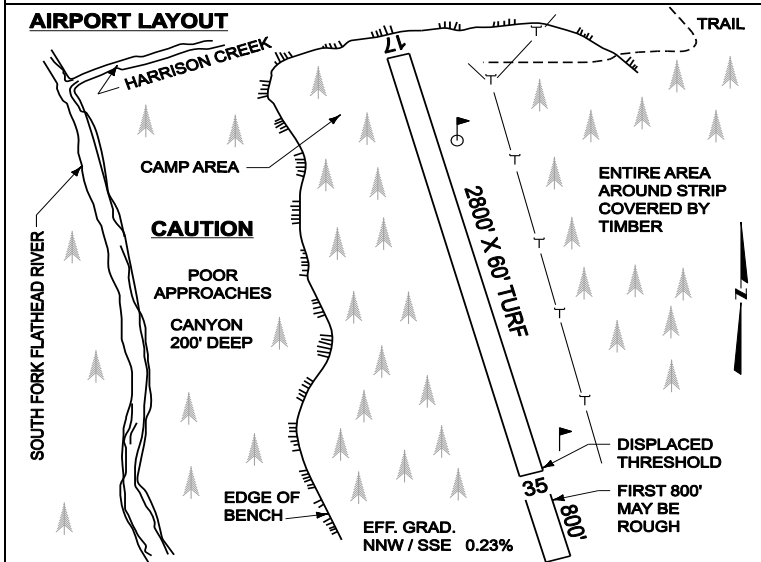 AIRPORT LAYOUT
TRAIL
17
HARRISON CREEK
CAMP AREA
ENTIRE AREA
AROUND STRIP
COVERED BY
TIMBER
SOUTH FORK FLATHEAD RIVER
CAUTION
POOR
APPROACHES
CANYON
200' DEEP
2800' X 60' TURF
N
DISPLACED
THRESHOLD
35
FIRST 800'
MAY BE
ROUGH
800'
EDGE OF
BENCH
EFF. GRAD.
NNW / SSE 0.23%